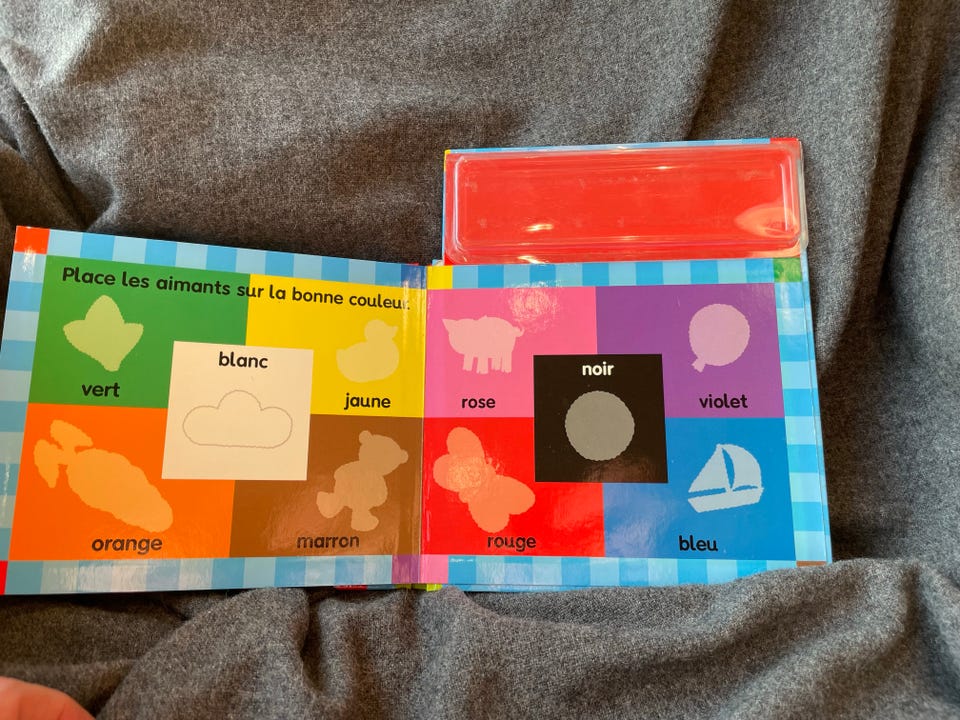 Place les aimants sur la bonne couleur.
blanc
vert
jaune
orange
marron
noir
rose
violet
rouge
bleu